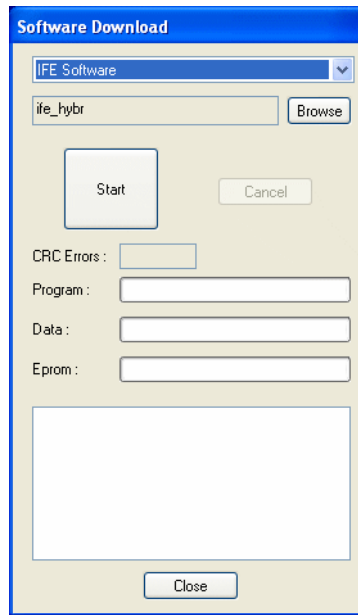 Software Download
IFE Software
ife_hybr
Browse
Start
Cancel
CRC Errors :
Program :
Data :
Eprom :
Close